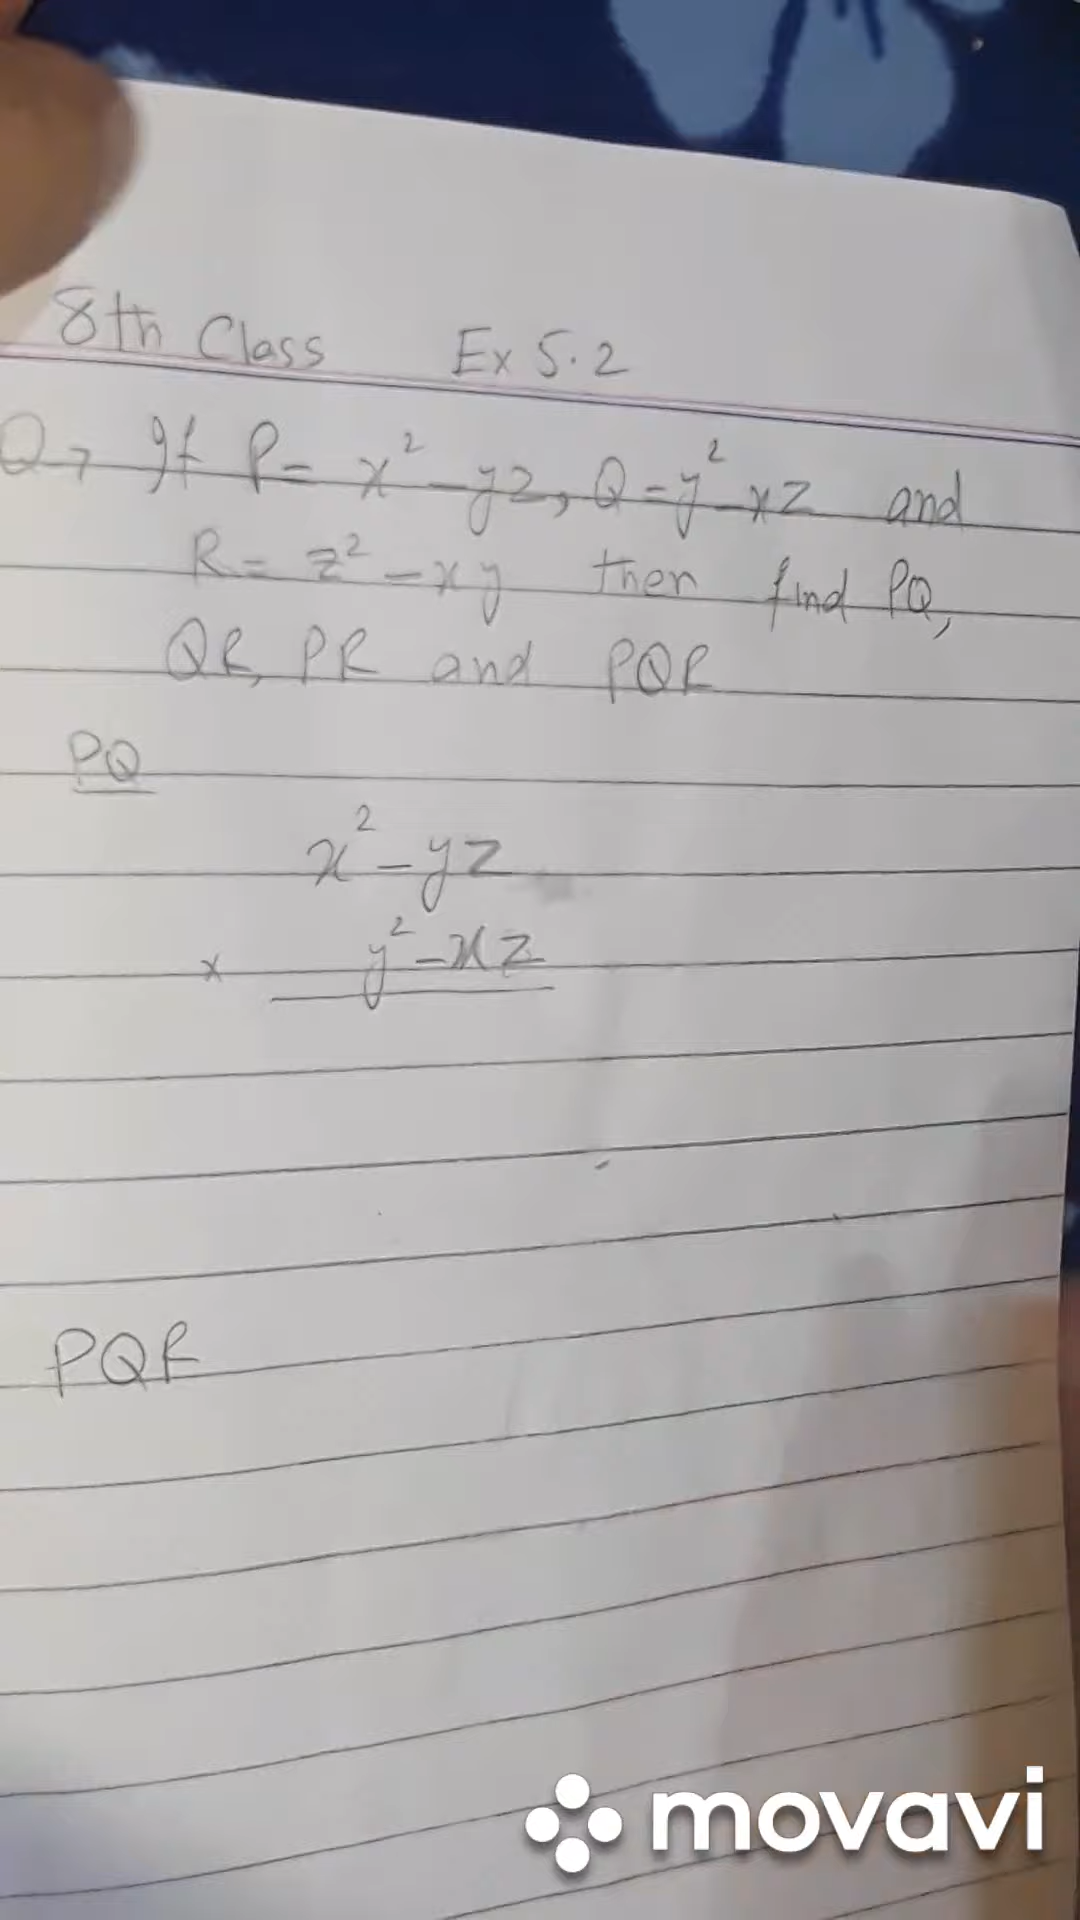 8th Class Ex 5.2
Q7 If P= x² - yz, Q = y² - xz and
R = z² - xy then find PQ,
QR, PR and PQR
PQ
x² - yz
x y² - xz
PQR
movavi